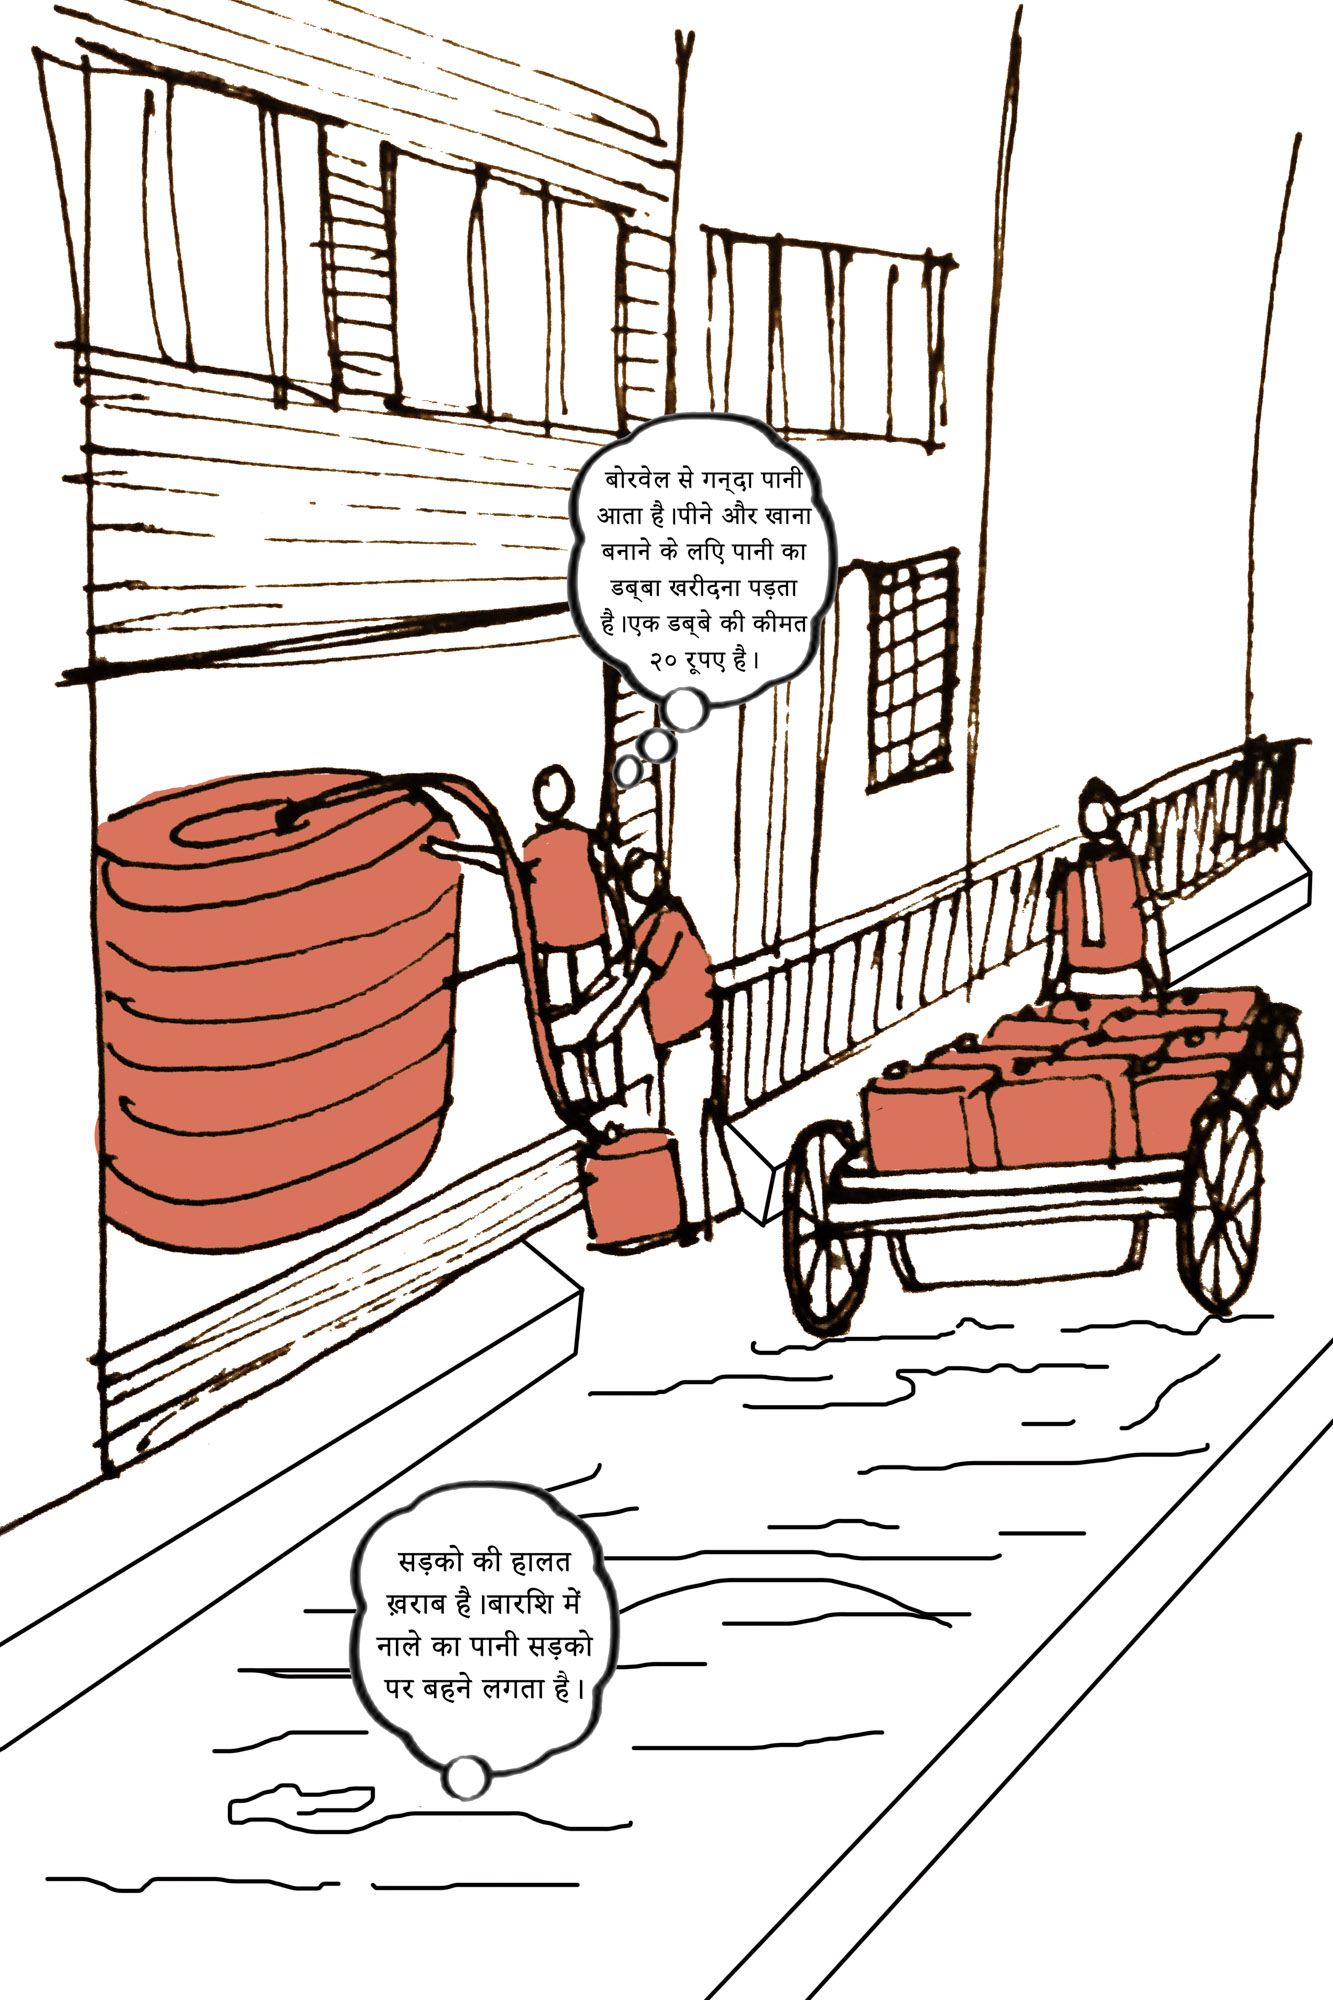 बोरवेल से गन्दा पानी
आता है।पीने और खाना
बनाने के लिए पानी का
डब्बा खरीदना पड़ता
है।एक डब्बे की कीमत
२० रूपए है।
सड़को की हालत
ख़राब है।बारिश में
नाले का पानी सड़को
पर बहने लगता है।